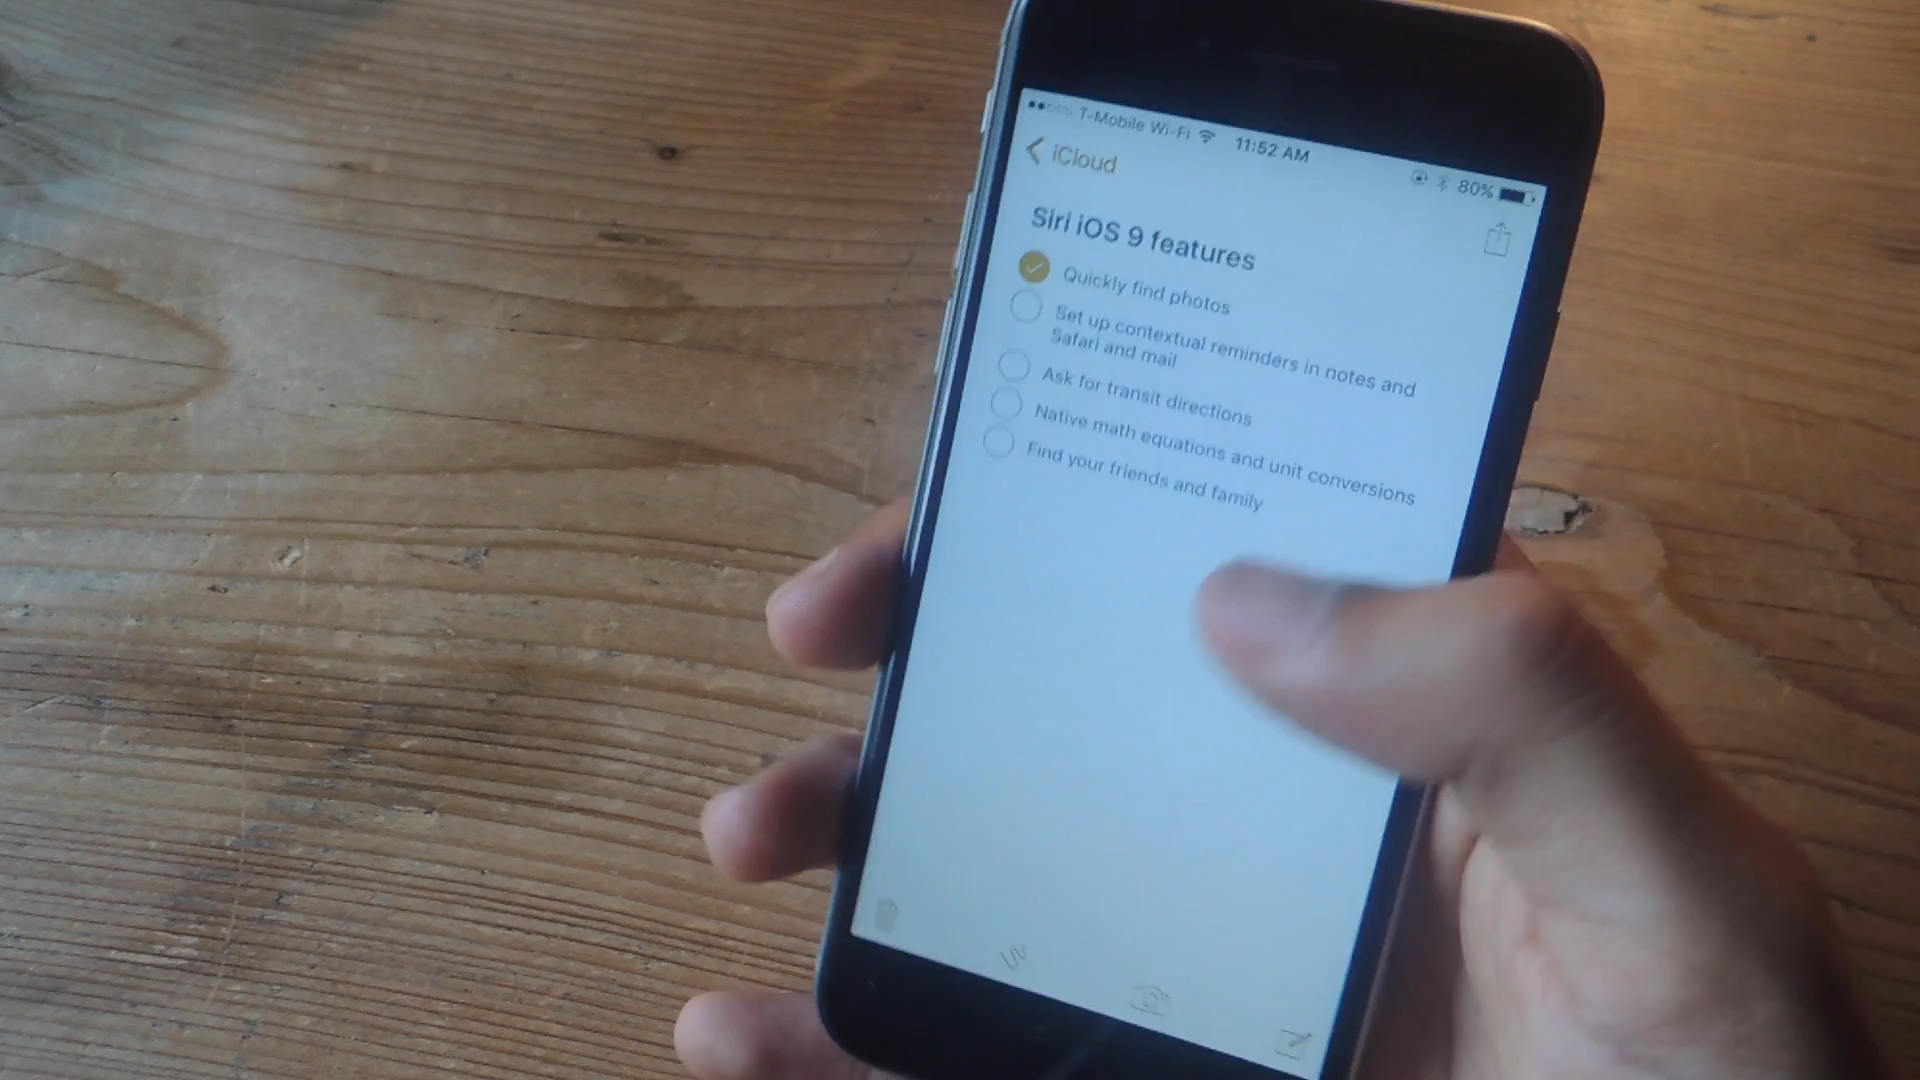 T-Mobile Wi-Fi 11:52 AM 80%
iCloud
Siri iOS 9 features
Quickly find photos
Set up contextual reminders in notes and
Safari and mail
Ask for transit directions
Native math equations and unit conversions
Find your friends and family